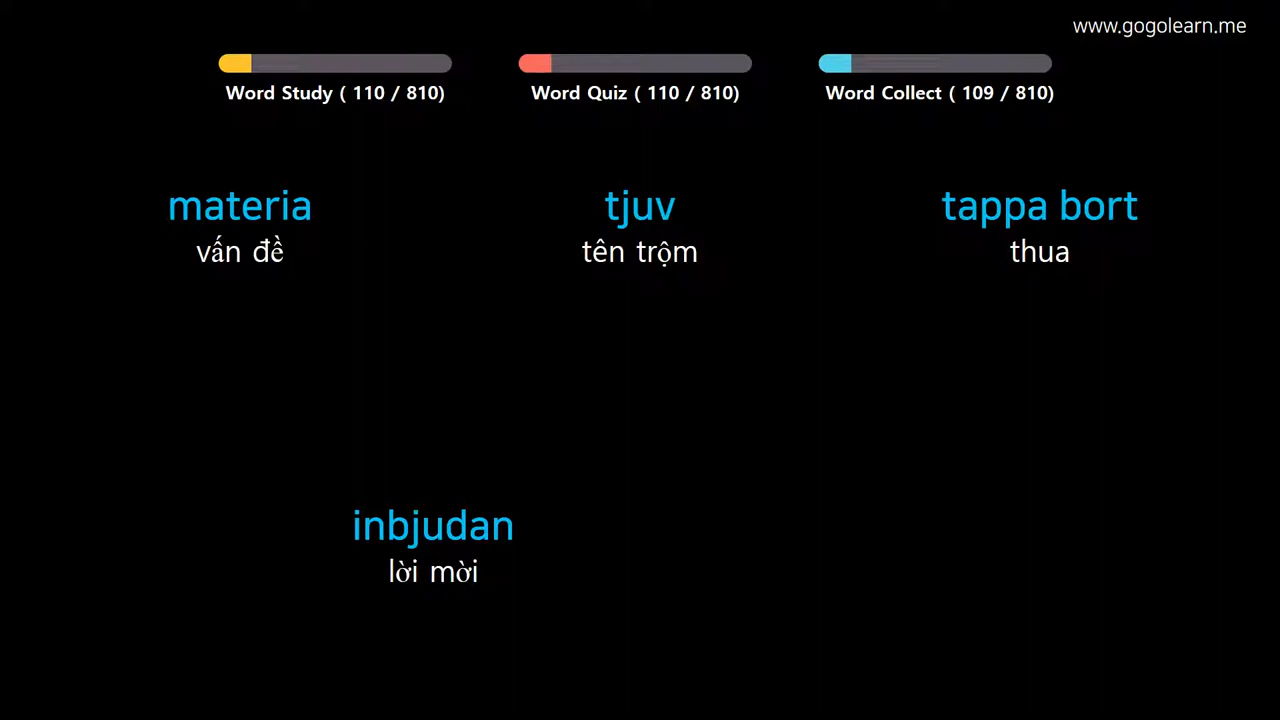 www.gogolearn.me
Word Study ( 110 / 810)
Word Quiz ( 110 / 810)
Word Collect ( 109 / 810)
materia
vấn đề
tjuv
tên trộm
tappa bort
thua
inbjudan
lời mời